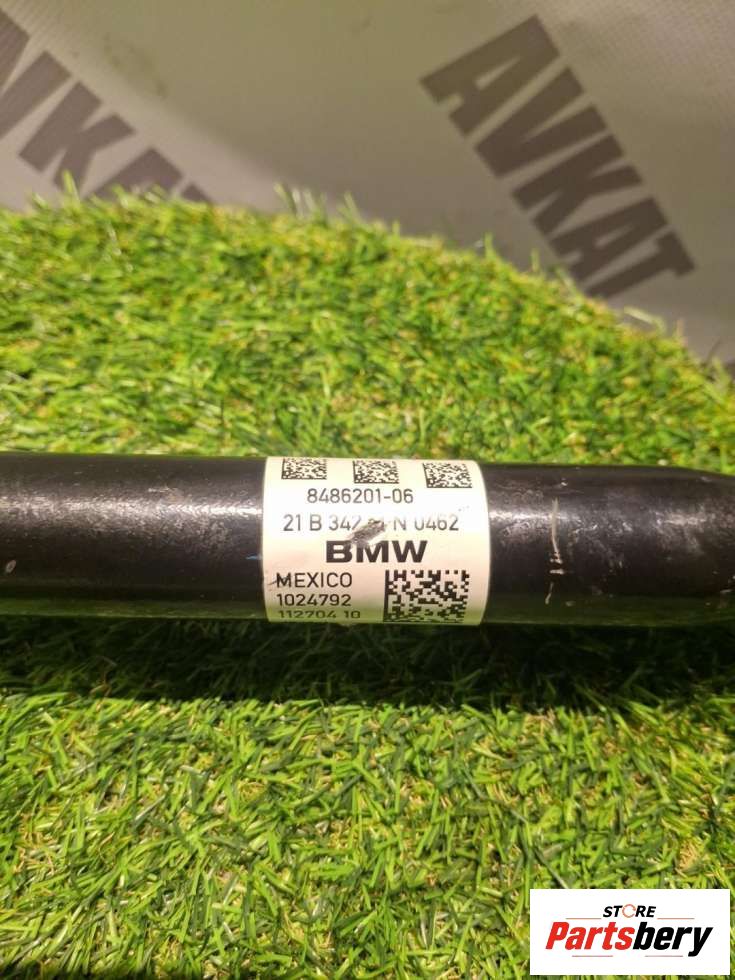 AVKAT
8486201-06
21 B 342 N 0462
BMW
MEXICO
1024792
112704 10
STORE
Partsbery